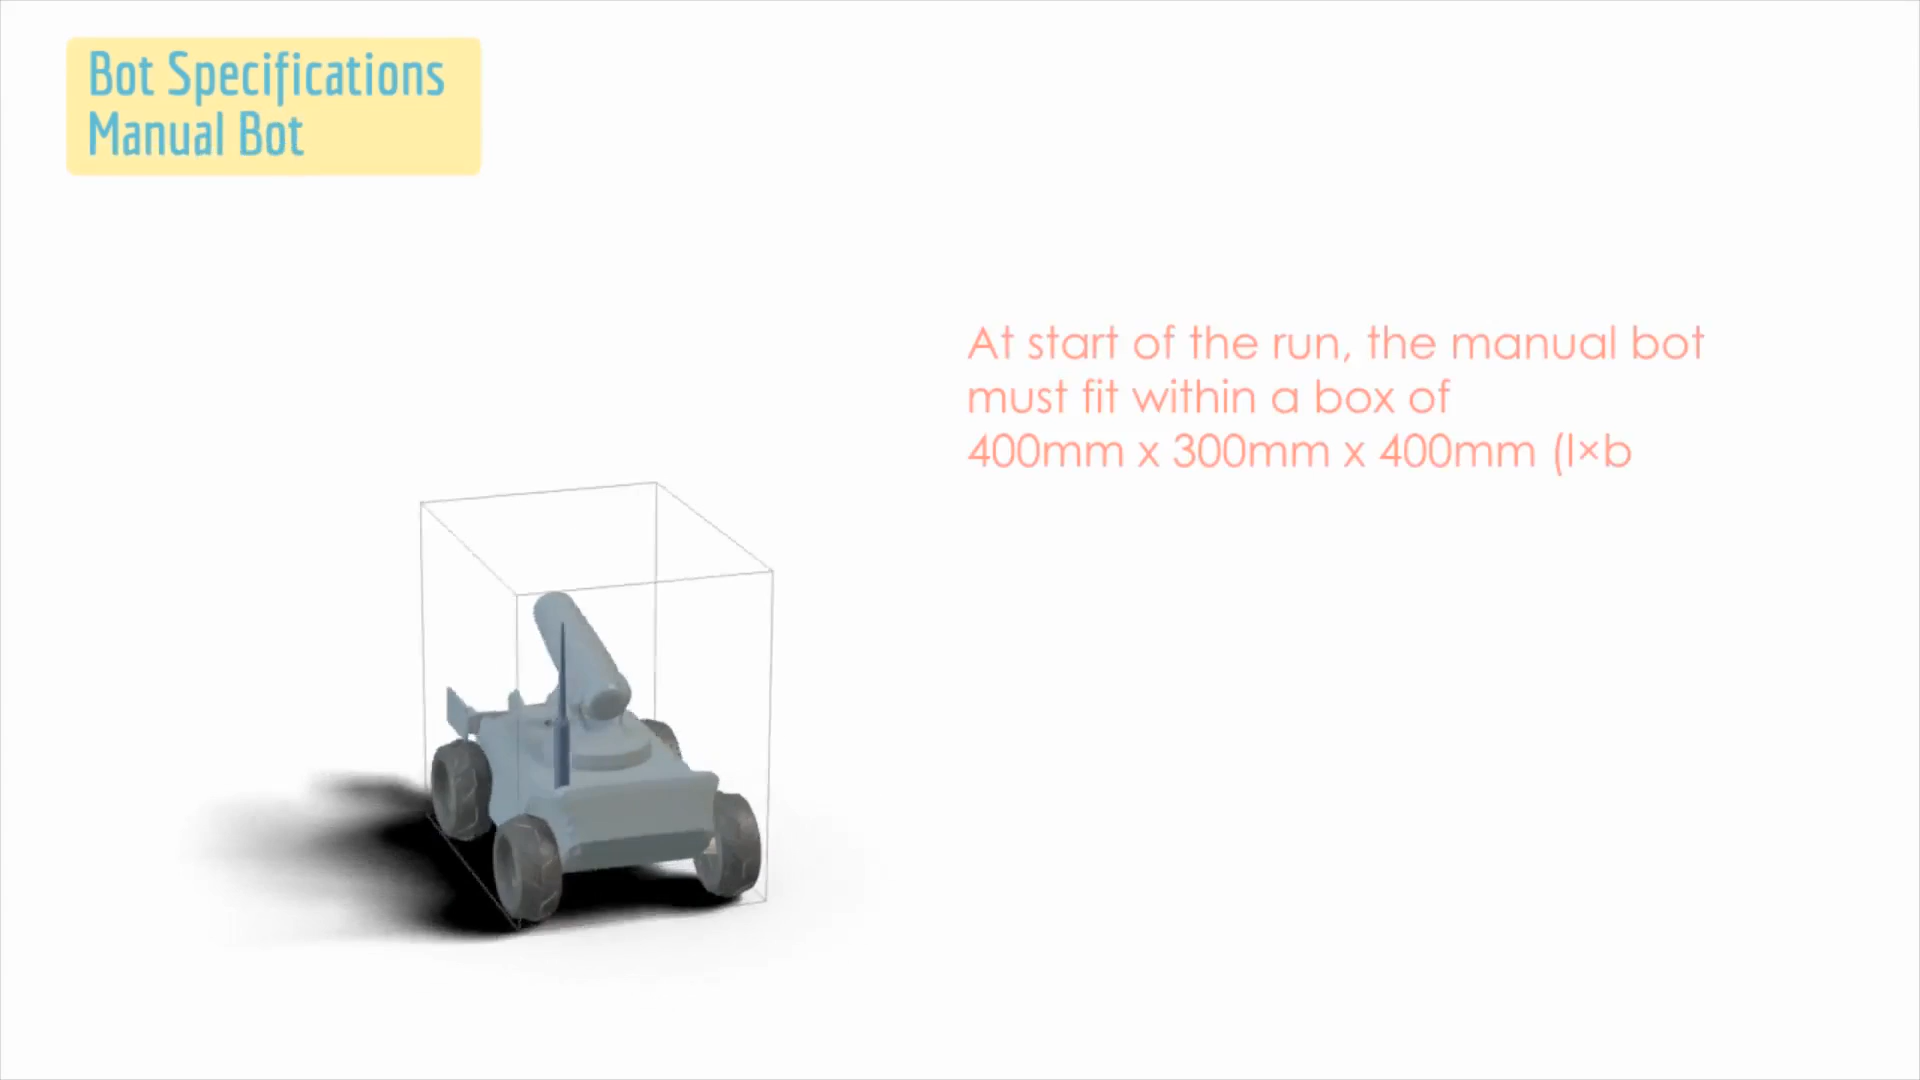 Bot Specifications
Manual Bot
At start of the run, the manual bot
must fit within a box of
400mm x 300mm x 400mm (l×b